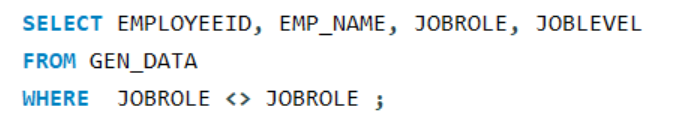 SELECT EMPLOYEEID, EMP_NAME, JOBROLE, JOBLEVEL
FROM GEN_DATA
WHERE  JOBROLE <> JOBROLE ;